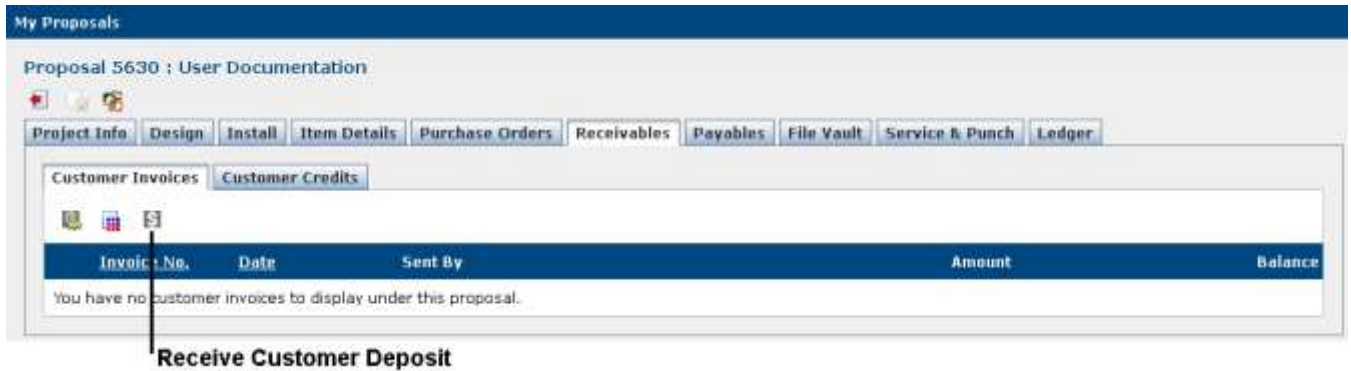 My Proposals
Proposal 5630 : User Documentation
Project Info Design Install Item Details Purchase Orders Receivables Payables File Vault Service & Punch Ledger
Customer Invoices Customer Credits
Invoice No. Date Sent By Amount Balance
You have no customer invoices to display under this proposal.
Receive Customer Deposit